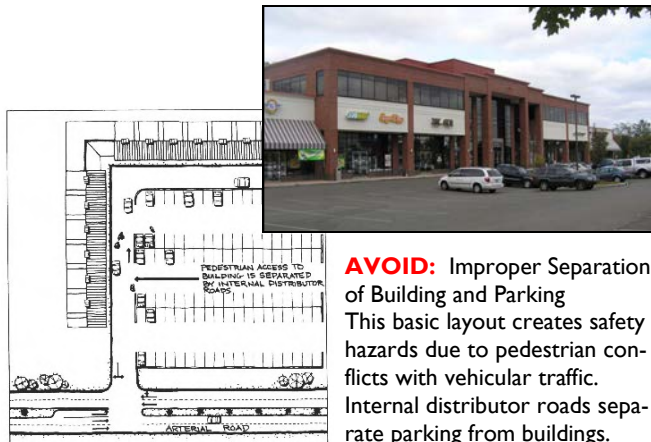 PEDESTRIAN ACCESS TO
BUILDING IS SEPARATED
BY INTERNAL DISTRIBUTOR
ROADS
ARTERIAL ROAD
AVOID: Improper Separation
of Building and Parking
This basic layout creates safety
hazards due to pedestrian con-
flicts with vehicular traffic.
Internal distributor roads sepa-
rate parking from buildings.